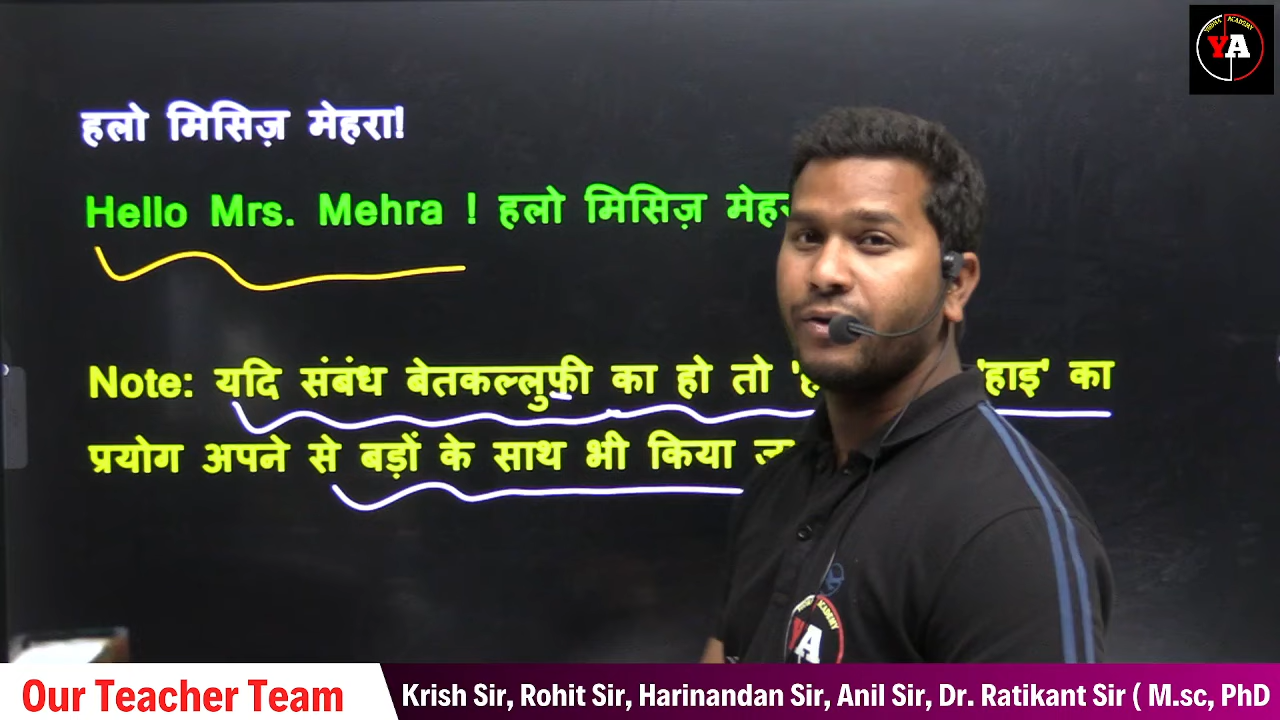 YA
हलो मिसिज़ मेहरा!
Hello Mrs. Mehra ! हलो मिसिज़
Note: यदि संबंध बेतकल्लुफ़ी का हो तो 'हाइ' का
प्रयोग अपने से बड़ों के साथ भी किया
YA
Our Teacher Team
Krish Sir, Rohit Sir, Harinandan Sir, Anil Sir, Dr. Ratikant Sir ( M.sc, PhD